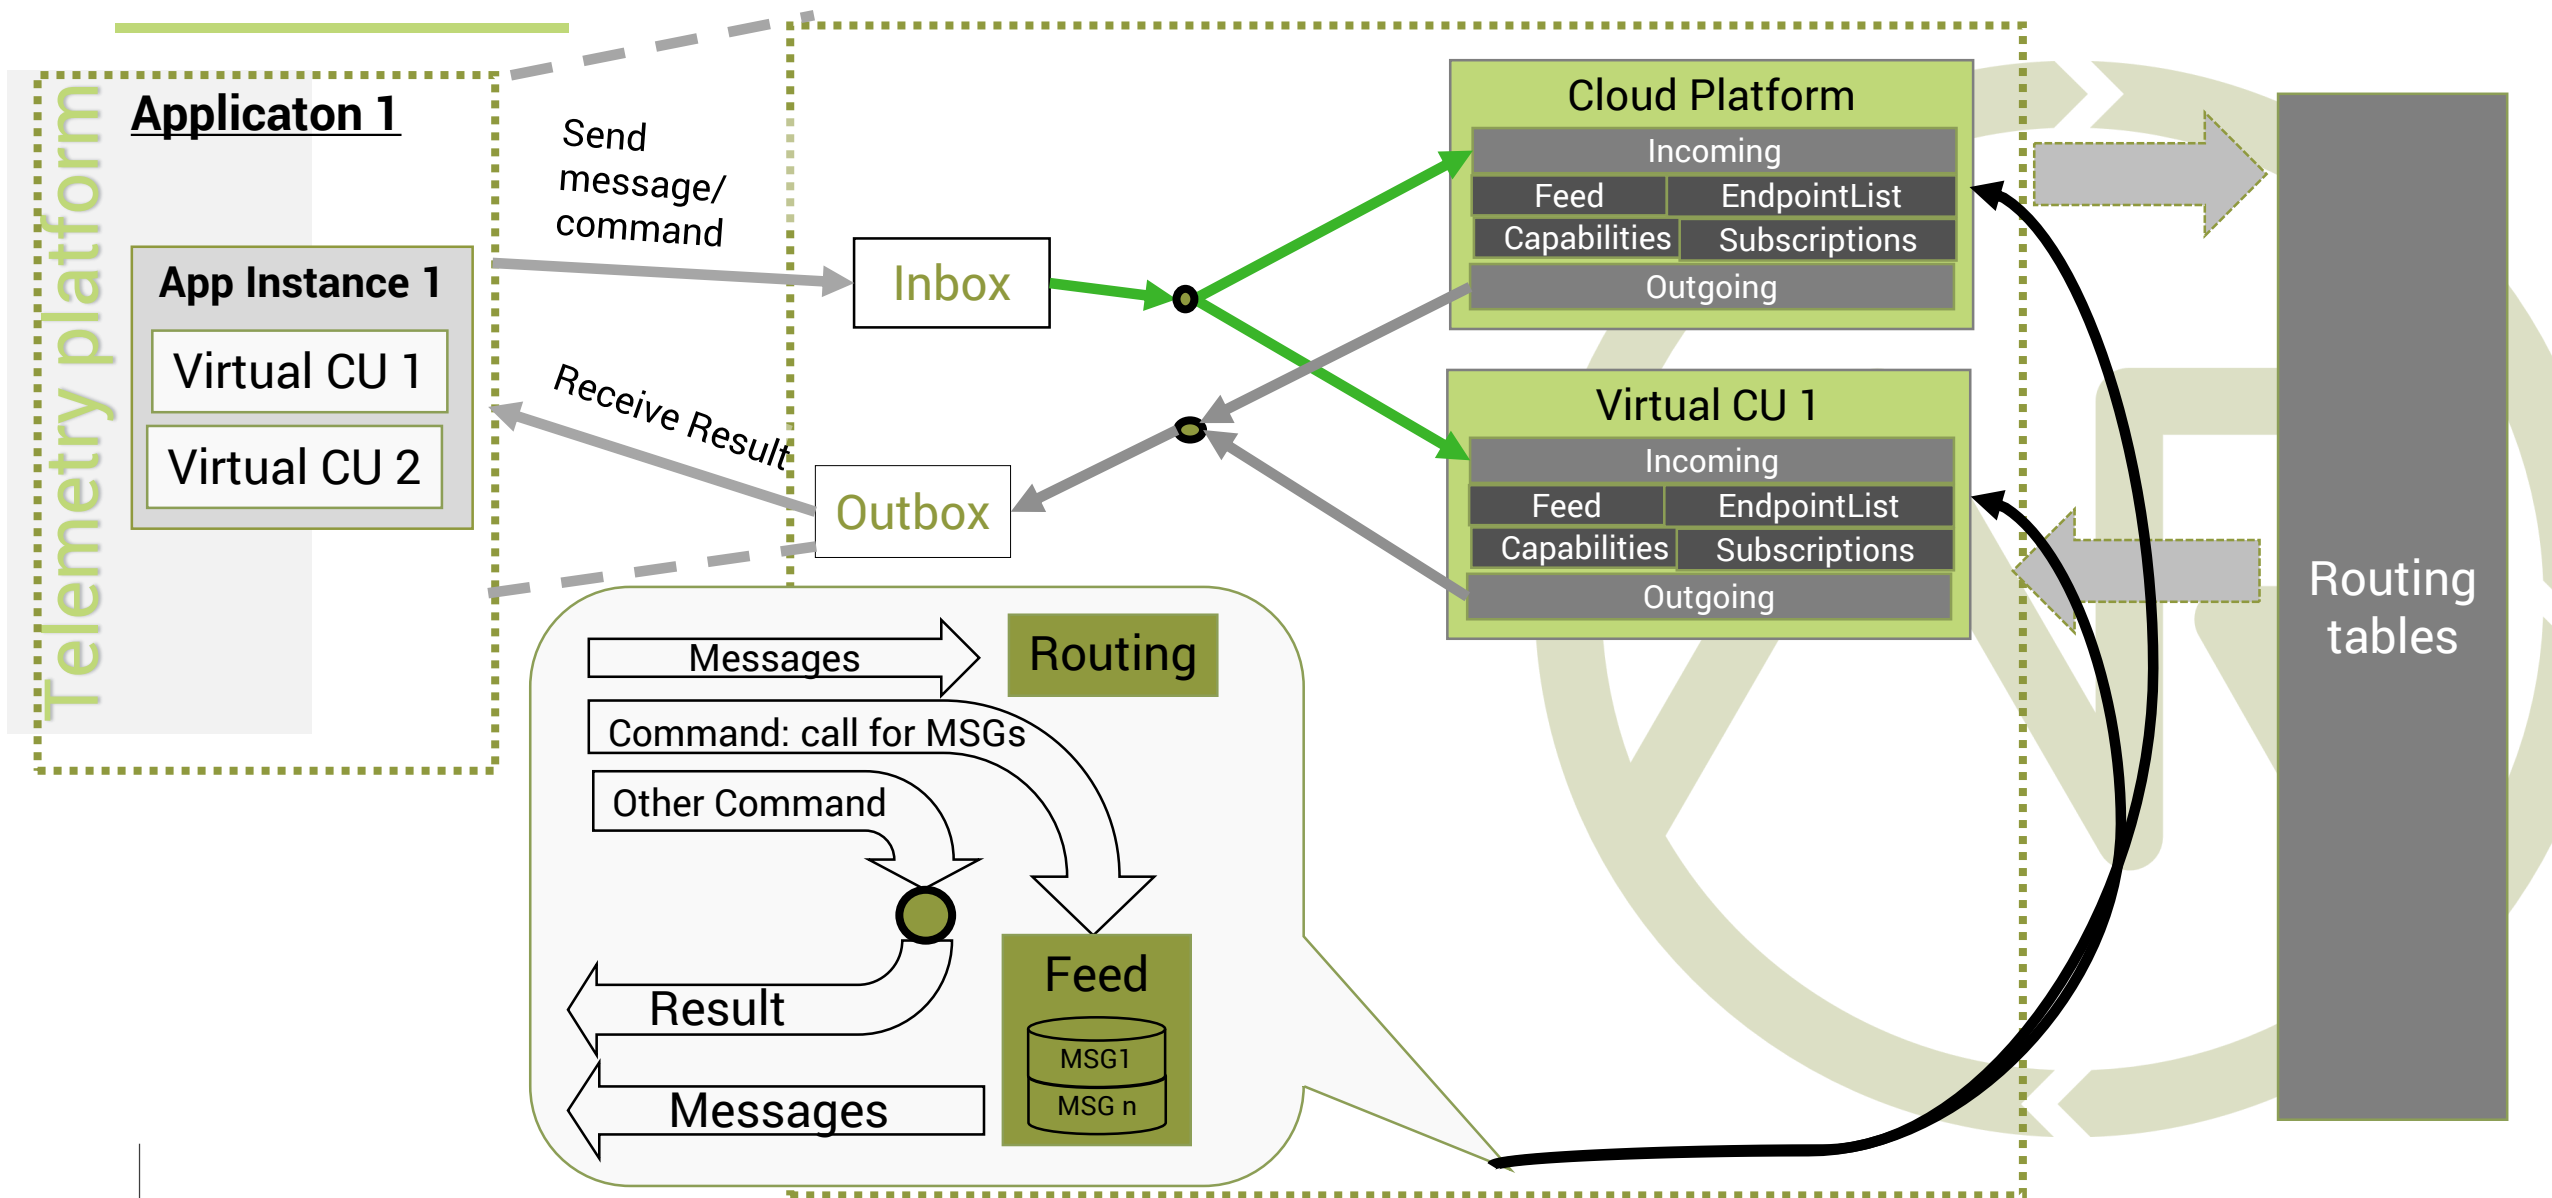 Telemetry platform
Applicaton 1
App Instance 1
Virtual CU 1
Virtual CU 2
Send
message/
command
Receive Result
Inbox
Outbox
Cloud Platform
Incoming
Feed
EndpointList
Capabilities
Subscriptions
Outgoing
Virtual CU 1
Incoming
Feed
EndpointList
Capabilities
Subscriptions
Outgoing
Routing
tables
Messages
Routing
Command: call for MSGs
Other Command
Result
Messages
Feed
MSG1
MSG n